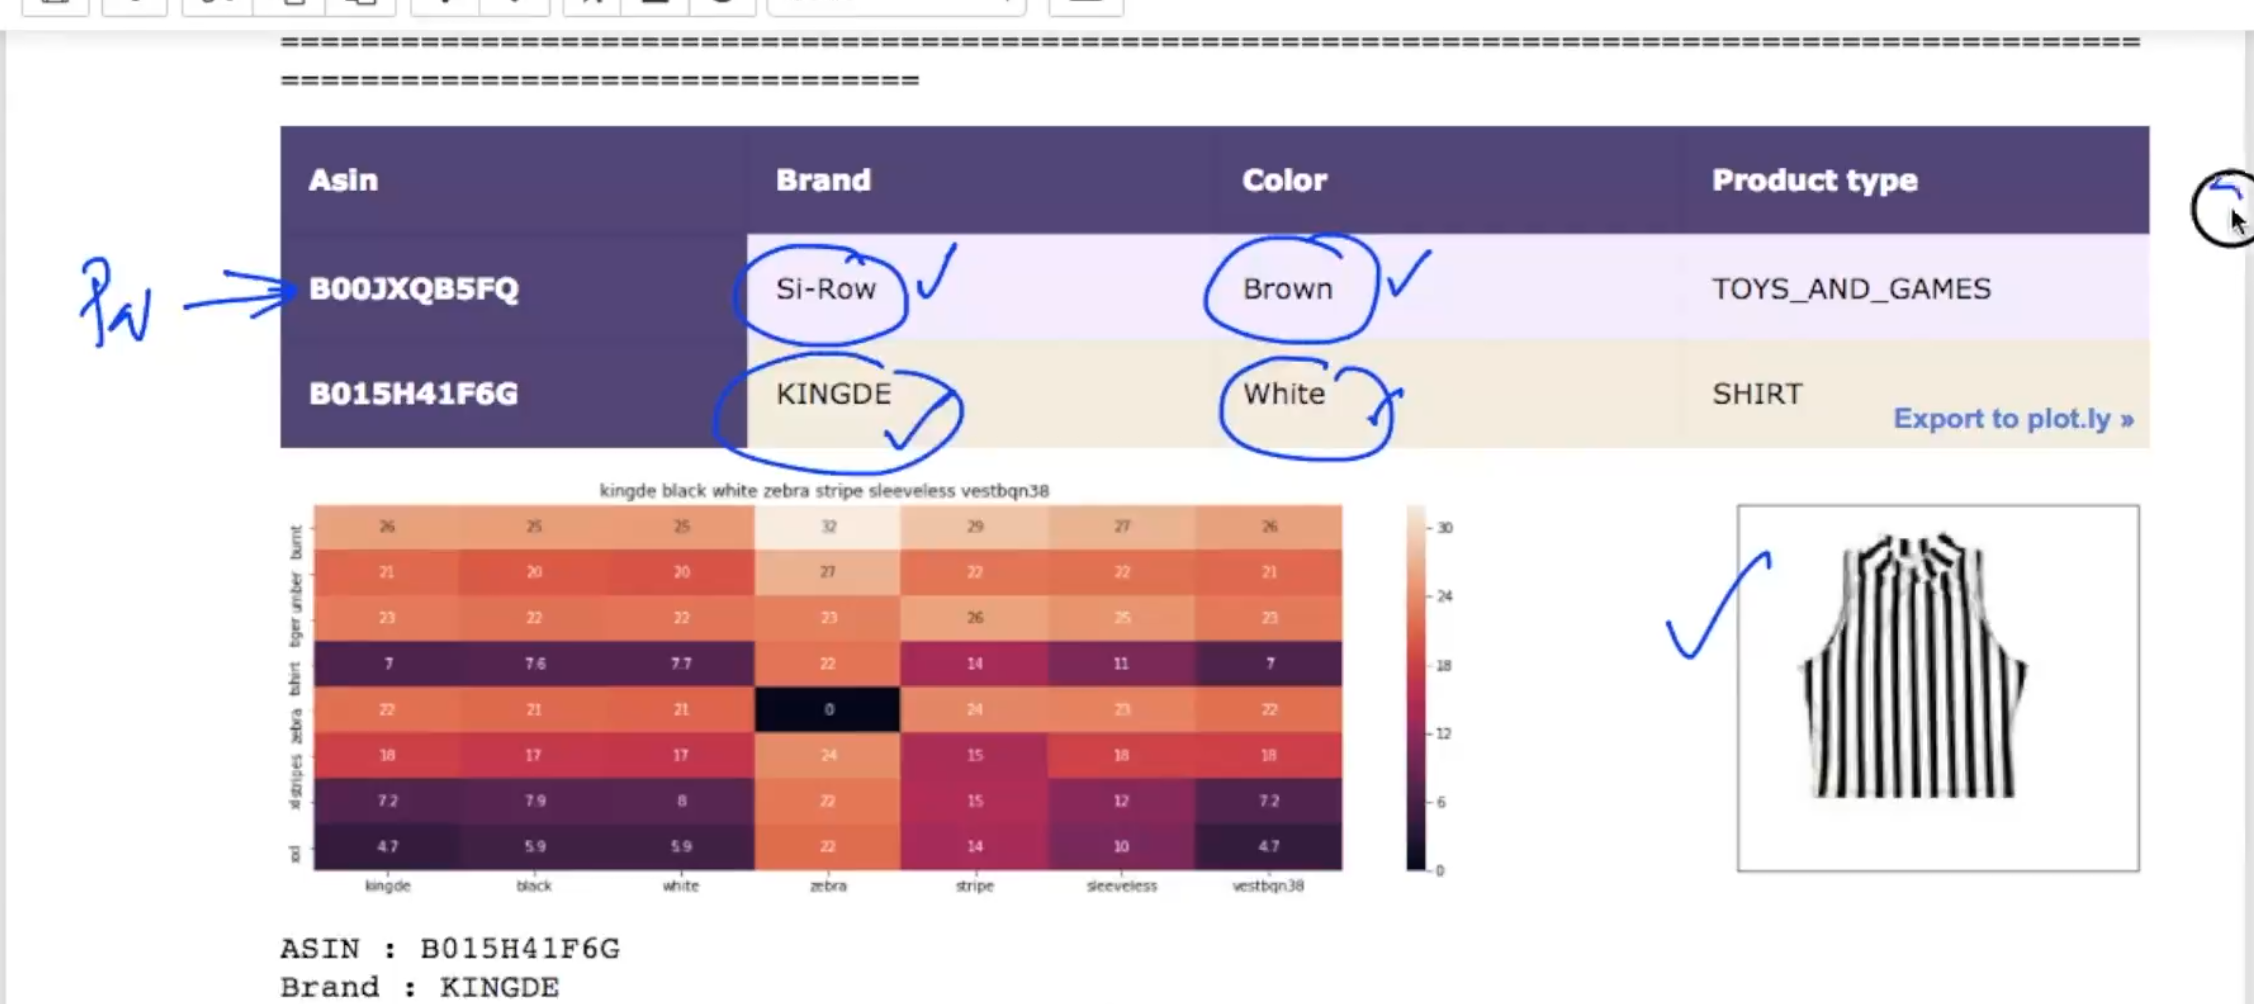 ============================================================================================
================================
Asin Brand Color Product type
B00JXQB5FQ Si-Row Brown TOYS_AND_GAMES
B015H41F6G KINGDE White SHIRT
Export to plot.ly »
kingde black white zebra stripe sleeveless vestbqn38
burnt 26 25 25 32 29 27 26
umber 21 20 20 27 22 22 21
tiger 23 22 22 23 26 25 23
tshirt 7 7.6 7.7 22 14 11 7
zebra 22 21 21 0 24 23 22
stripes 18 17 17 24 15 18 18
xl 7.2 7.9 8 22 15 12 7.2
xxl 4.7 5.9 5.9 22 14 10 4.7
kingde black white zebra stripe sleeveless vestbqn38
30
24
18
12
6
0
ASIN : B015H41F6G
Brand : KINGDE